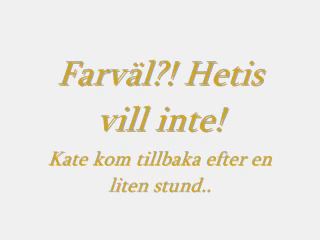 Farväl?! Hetis
vill inte!
Kate kom tillbaka efter en
liten stund..